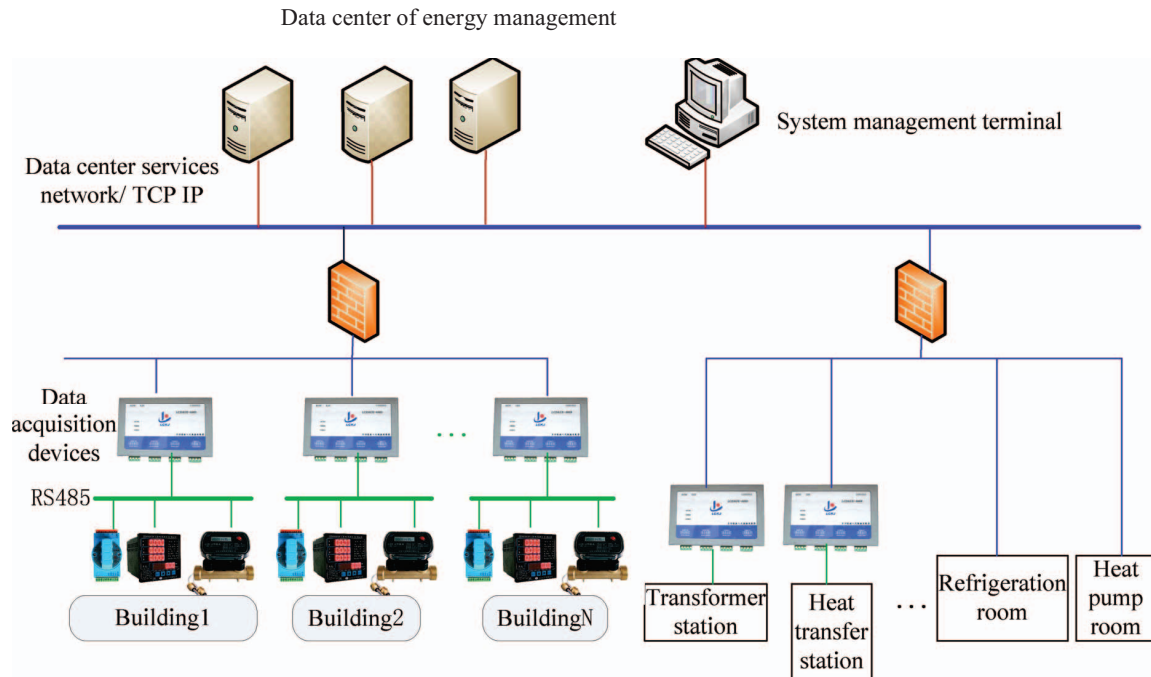 Data center of energy management
System management terminal
Data center services
network/ TCP IP
Data
acquisition
devices
...
RS485
Building1
Building2
BuildingN
Transformer
station
Heat
transfer
station
...
Refrigeration
room
Heat
pump
room